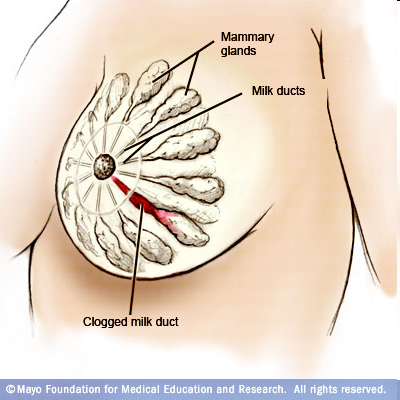 Mammary
glands
Milk ducts
Clogged milk duct
© Mayo Foundation for Medical Education and Research. All rights reserved.